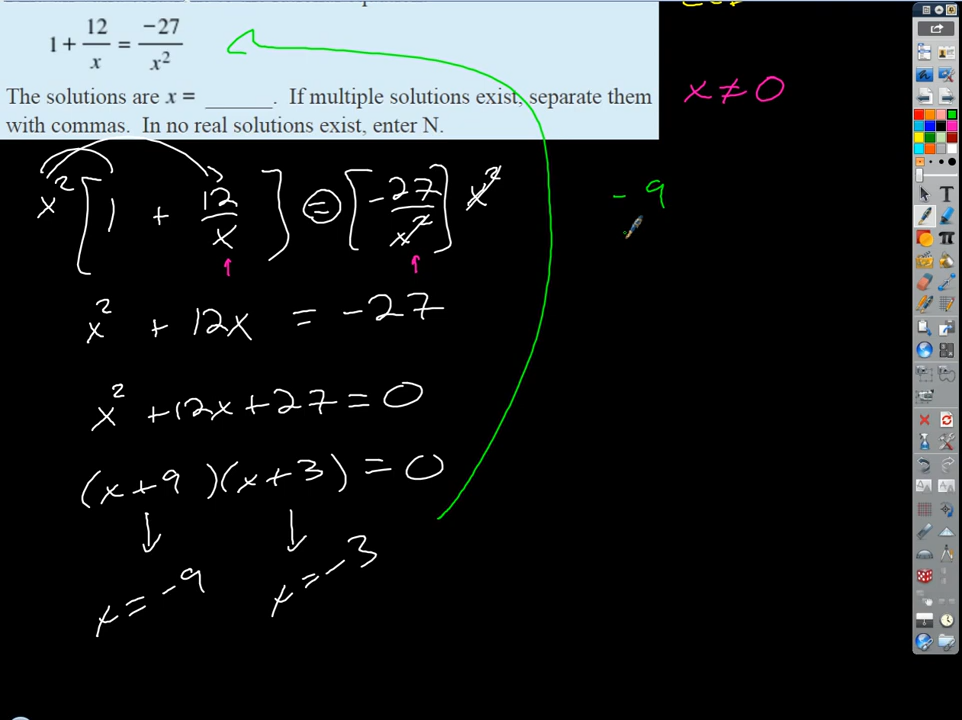 1 + 12/x = -27/x²
The solutions are x = ______. If multiple solutions exist, separate them
with commas. In no real solutions exist, enter N.
x ≠ 0
x² [ 1 + 12/x ] = [ -27/x² ] x²
-9
x² + 12x = -27
x² + 12x + 27 = 0
(x+9)(x+3) = 0
x = -9 x = -3